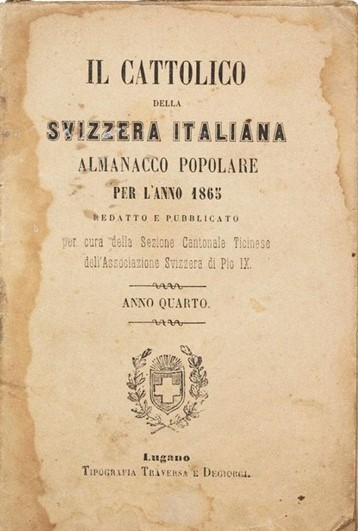 IL CATTOLICO
DELLA
SVIZZERA ITALIANA
ALMANACCO POPOLARE
PER L'ANNO 1865
REDATTO E PUBBLICATO
per cura della Sezione Cantonale Ticinese
dell'Associazione Svizzera di Pio IX.
ANNO QUARTO.
Lugano
TIPOGRAFIA TRAVERSA E DEGIORGI.